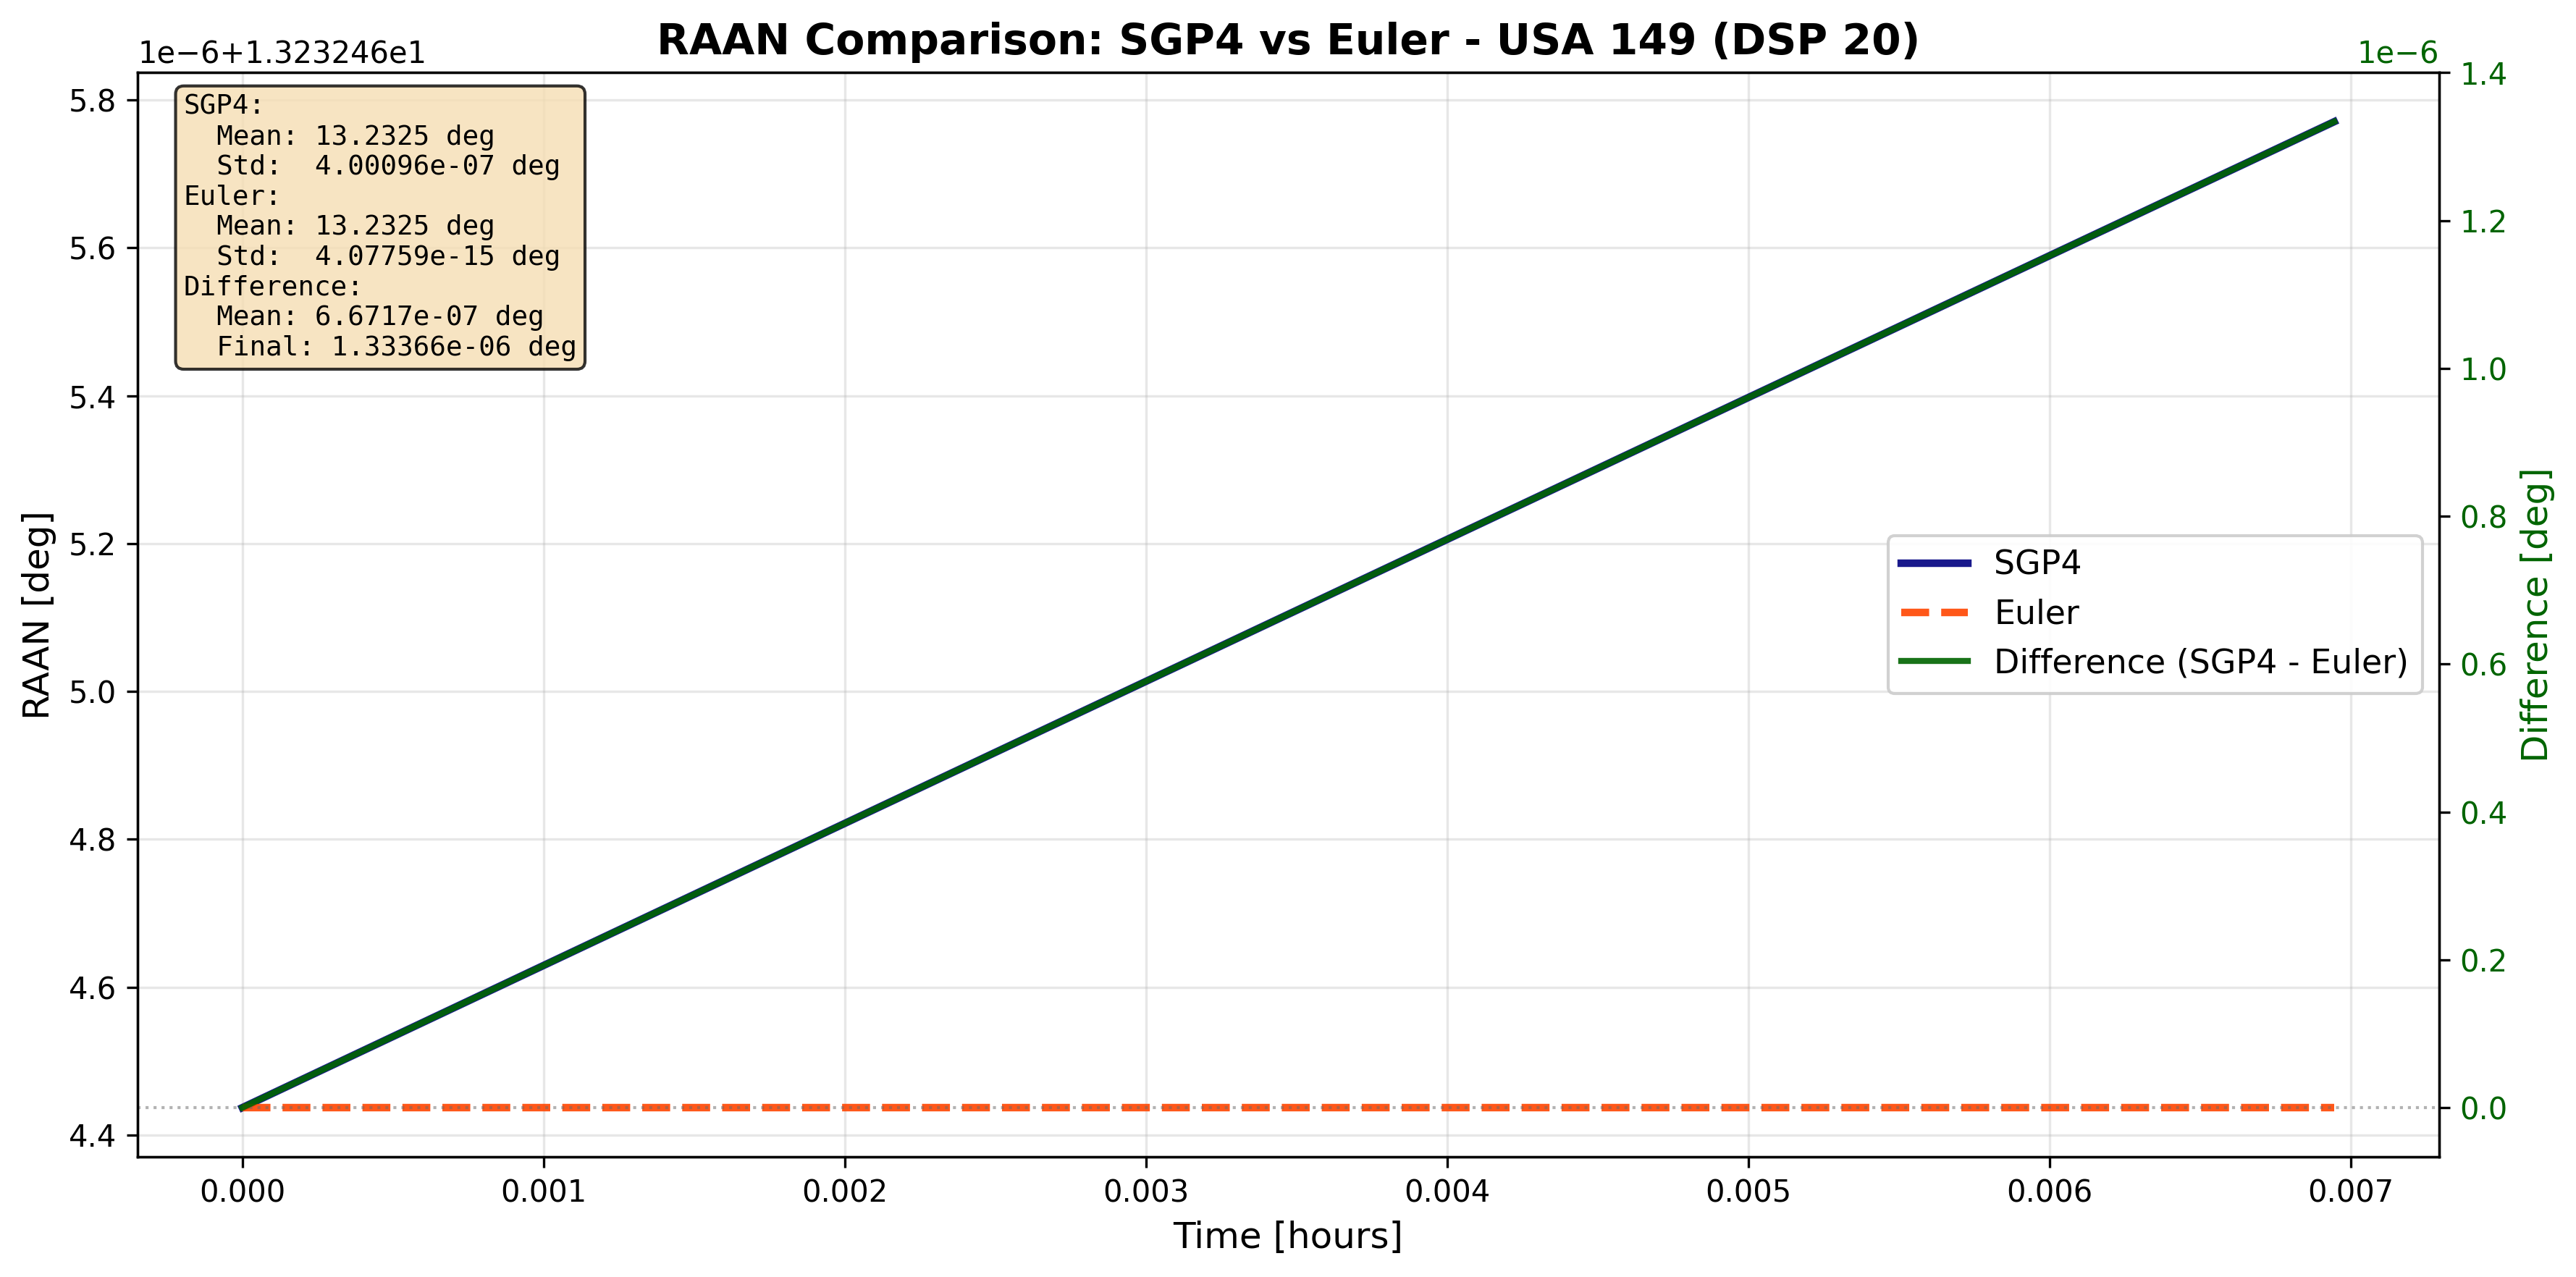 RAAN Comparison: SGP4 vs Euler - USA 149 (DSP 20)
1e−6+1.323246e1
1e−6
SGP4:
Mean: 13.2325 deg
Std: 4.00096e-07 deg
Euler:
Mean: 13.2325 deg
Std: 4.07759e-15 deg
Difference:
Mean: 6.6717e-07 deg
Final: 1.33366e-06 deg
RAAN [deg]
5.8
5.6
5.4
5.2
5.0
4.8
4.6
4.4
SGP4
Euler
Difference (SGP4 - Euler)
1.4
1.2
1.0
0.8
0.6
0.4
0.2
0.0
Difference [deg]
0.000 0.001 0.002 0.003 0.004 0.005 0.006 0.007
Time [hours]